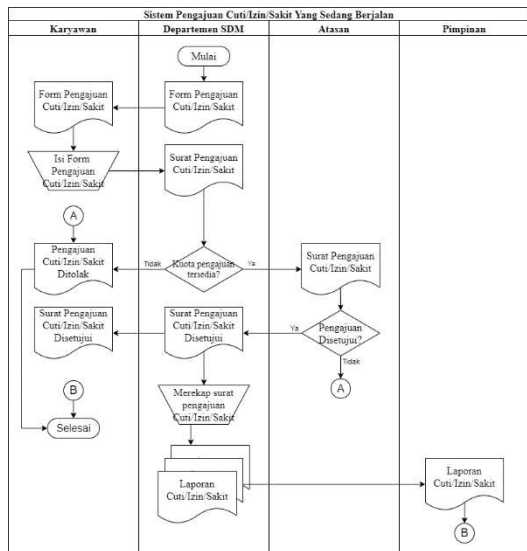 Sistem Pengajuan Cuti/Izin/Sakit Yang Sedang Berjalan
Karyawan
Departemen SDM
Atasan
Pimpinan
Mulai
Form Pengajuan
Cuti/Izin/Sakit
Form Pengajuan
Cuti/Izin/Sakit
Isi Form
Pengajuan
Cuti/Izin/Sakit
Surat Pengajuan
Cuti/Izin/Sakit
A
Pengajuan
Cuti/Izin/Sakit
Ditolak
Tidak
Kuota pengajuan
tersedia?
Ya
Surat Pengajuan
Cuti/Izin/Sakit
Surat Pengajuan
Cuti/Izin/Sakit
Disetujui
Surat Pengajuan
Cuti/Izin/Sakit
Disetujui
Ya
Pengajuan
Disetujui?
Tidak
A
B
Merekap surat
pengajuan
Cuti/Izin/Sakit
Selesai
Laporan
Cuti/Izin/Sakit
Laporan
Cuti/Izin/Sakit
B